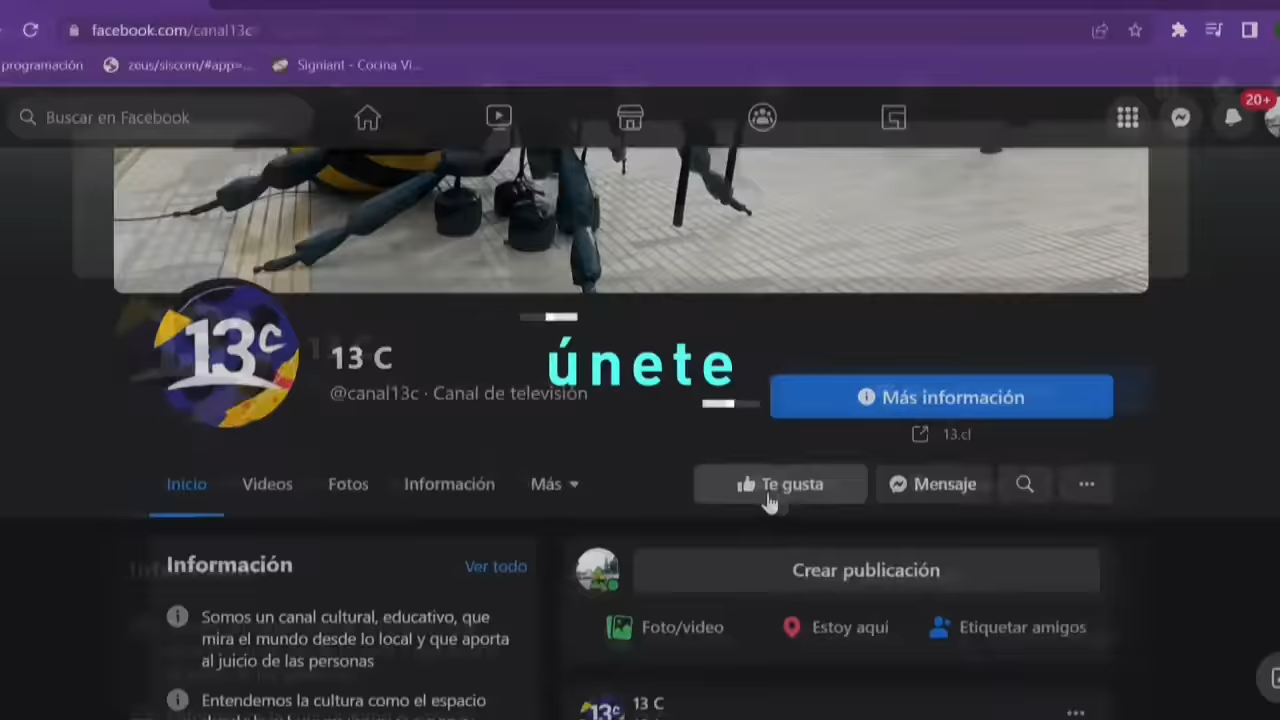 facebook.com/canal13c
programación
zeus/siscom/#app=...
Signiant - Cocina Vi...
Buscar en Facebook
20+
13c
13 C
únete
@canal13c · Canal de televisión
Más información
13.cl
Inicio
Videos
Fotos
Información
Más
Te gusta
Mensaje
Información
Ver todo
Crear publicación
Somos un canal cultural, educativo, que
mira el mundo desde lo local y que aporta
al juicio de las personas
Foto/video
Estoy aquí
Etiquetar amigos
Entendemos la cultura como el espacio
13c
13 C